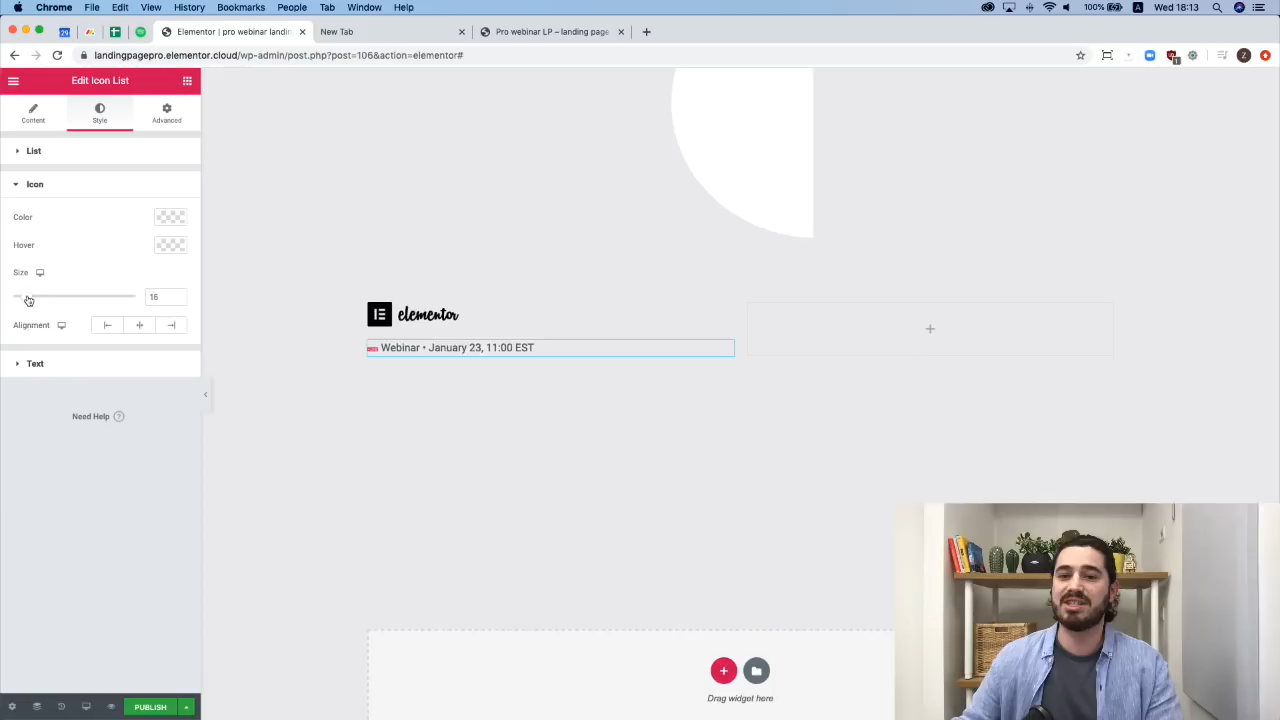 Chrome File Edit View History Bookmarks People Tab Window Help 100% A Wed 18:13
Elementor | pro webinar landin
New Tab
Pro webinar LP – landing page
landingpagepro.elementor.cloud/wp-admin/post.php?post=106&action=elementor#
1
Z
Edit Icon List
Content
Style
Advanced
List
Icon
Color
Hover
Size
16
Alignment
Text
Need Help ?
elementor
Webinar • January 23, 11:00 EST
Drag widget here
PUBLISH